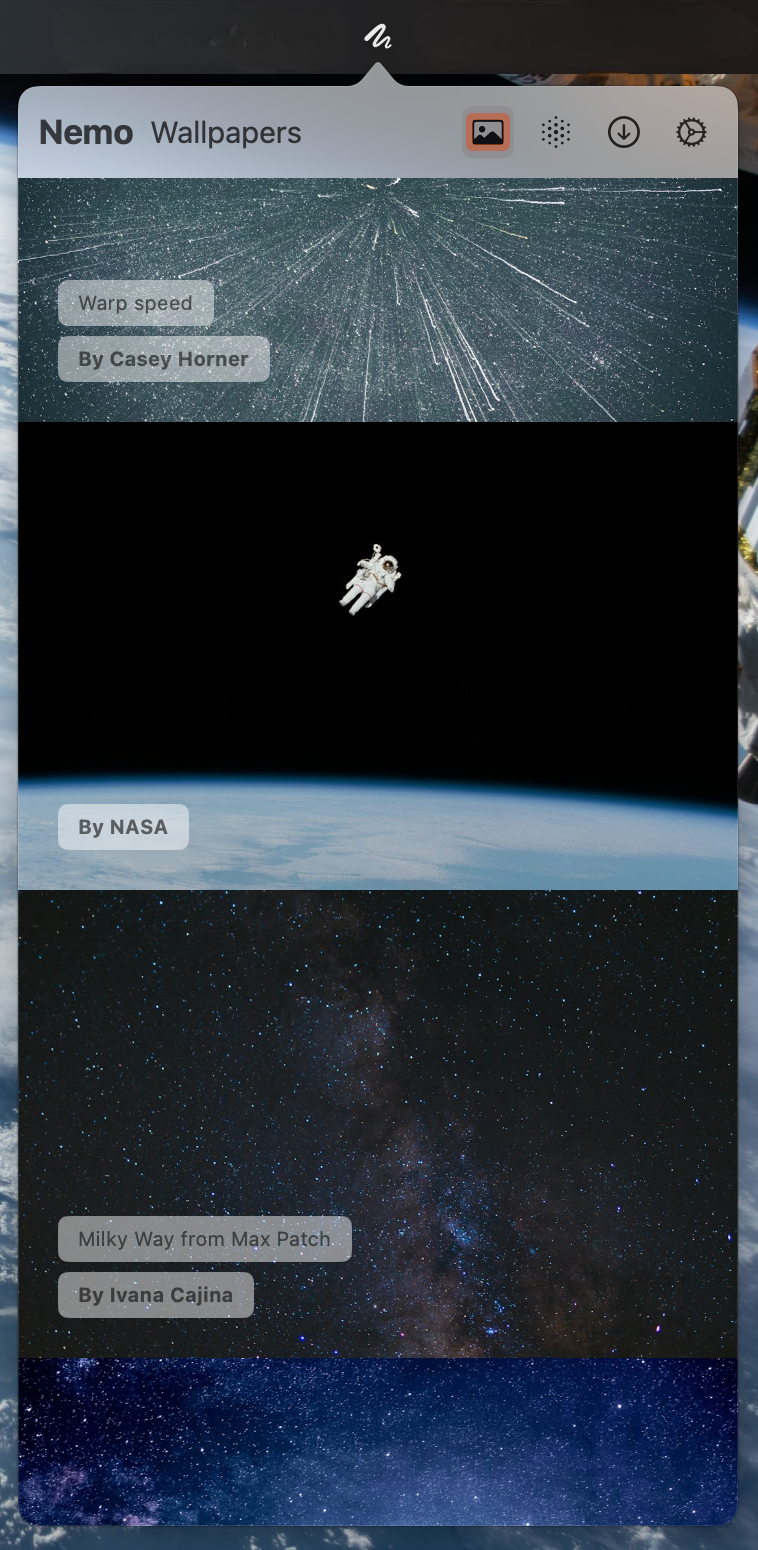 Nemo Wallpapers
Warp speed
By Casey Horner
By NASA
Milky Way from Max Patch
By Ivana Cajina